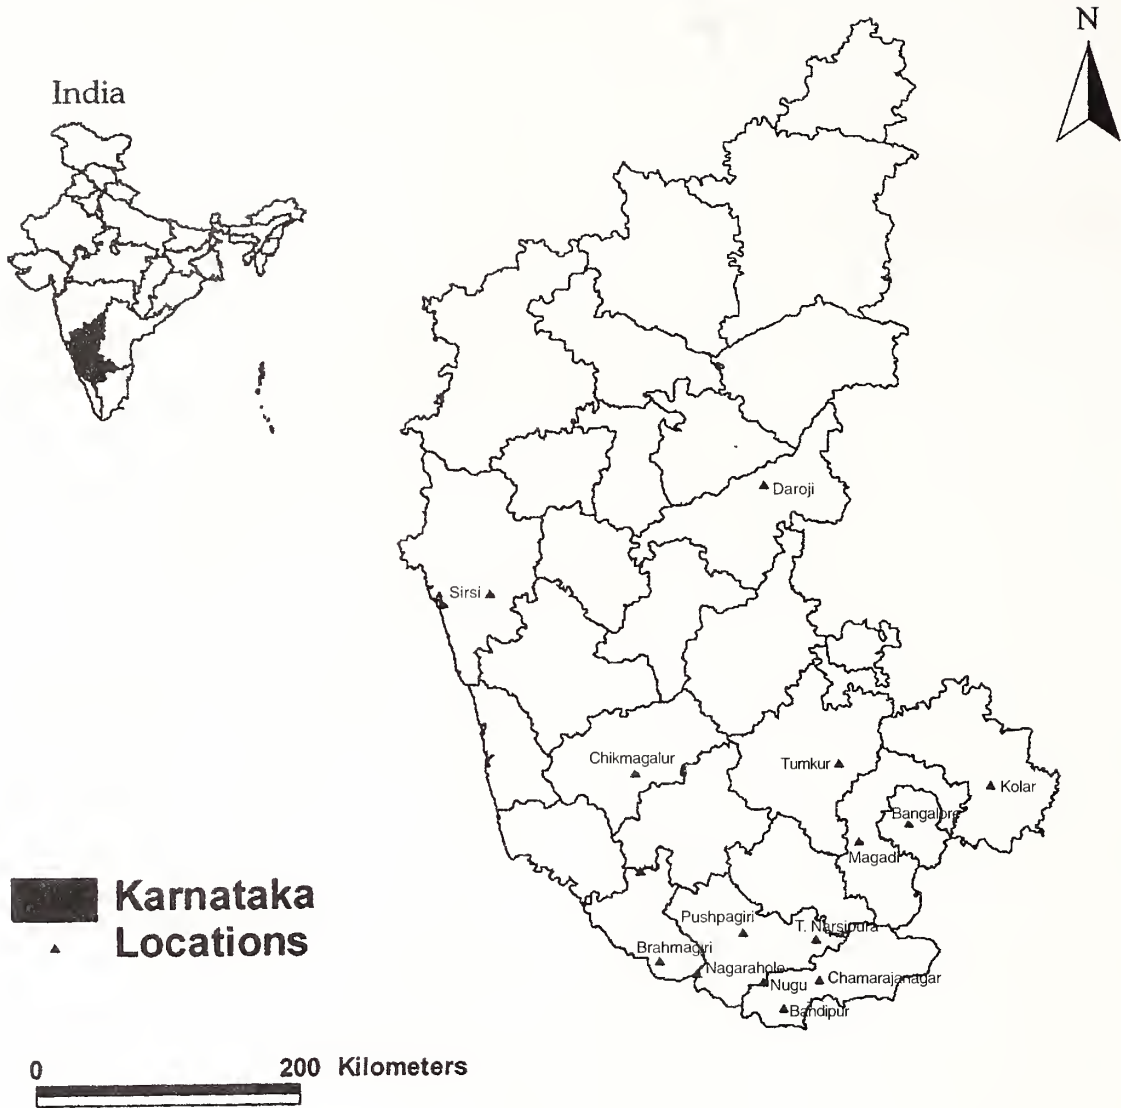 N
India
Daroji
Sirsi
Chikmagalur
Tumkur
Kolar
Bangalore
Magadi
Karnataka
Locations
Pushpagiri
T. Narsipura
Brahmagiri
Nagarahole
Nugu
Chamarajanagar
Bandipur
0 200 Kilometers